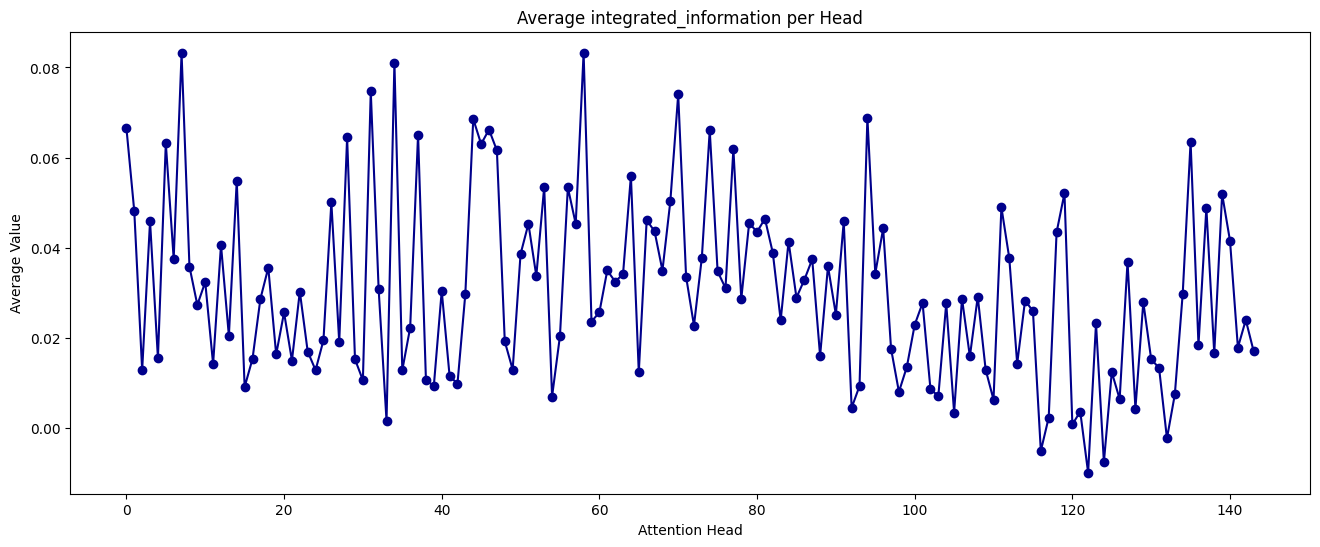 Average integrated_information per Head
Average Value
0.08
0.06
0.04
0.02
0.00
0 20 40 60 80 100 120 140
Attention Head